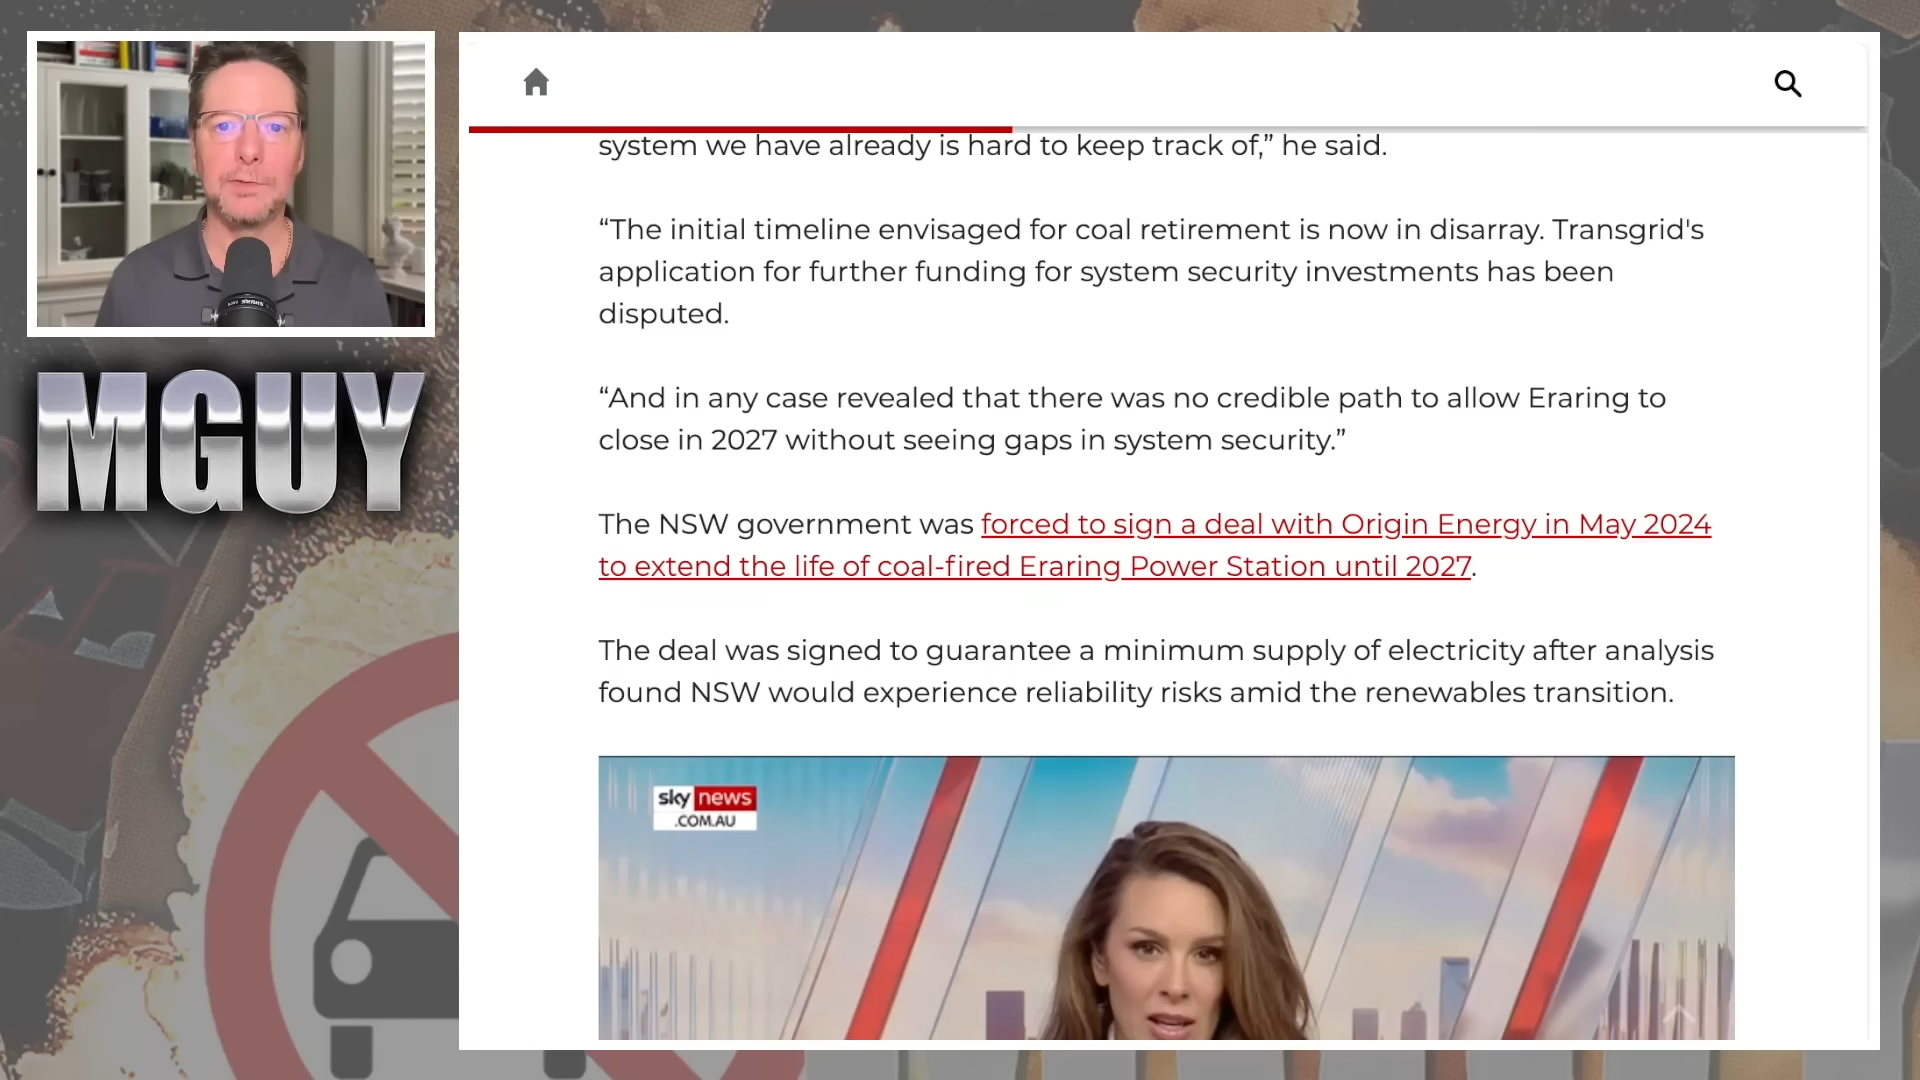 system we have already is hard to keep track of,” he said.
“The initial timeline envisaged for coal retirement is now in disarray. Transgrid's
application for further funding for system security investments has been
disputed.
“And in any case revealed that there was no credible path to allow Eraring to
close in 2027 without seeing gaps in system security.”
MGUY
The NSW government was forced to sign a deal with Origin Energy in May 2024
to extend the life of coal-fired Eraring Power Station until 2027.
The deal was signed to guarantee a minimum supply of electricity after analysis
found NSW would experience reliability risks amid the renewables transition.
sky news
.COM.AU